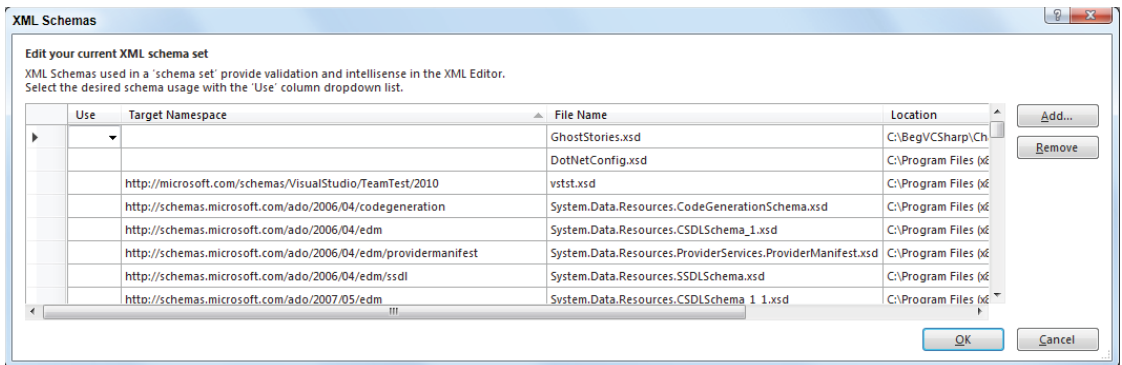 XML Schemas
Edit your current XML schema set
XML Schemas used in a 'schema set' provide validation and intellisense in the XML Editor.
Select the desired schema usage with the 'Use' column dropdown list.
Use Target Namespace File Name Location
Add...
GhostStories.xsd C:\BegVCSharp\Ch
Remove
DotNetConfig.xsd C:\Program Files (x8
http://microsoft.com/schemas/VisualStudio/TeamTest/2010 vstst.xsd C:\Program Files (x8
http://schemas.microsoft.com/ado/2006/04/codegeneration System.Data.Resources.CodeGenerationSchema.xsd C:\Program Files (x8
http://schemas.microsoft.com/ado/2006/04/edm System.Data.Resources.CSDLSchema_1.xsd C:\Program Files (x8
http://schemas.microsoft.com/ado/2006/04/edm/providermanifest System.Data.Resources.ProviderServices.ProviderManifest.xsd C:\Program Files (x8
http://schemas.microsoft.com/ado/2006/04/edm/ssdl System.Data.Resources.SSDLSchema.xsd C:\Program Files (x8
http://schemas.microsoft.com/ado/2007/05/edm System.Data.Resources.CSDLSchema_1_1.xsd C:\Program Files (x8
OK Cancel